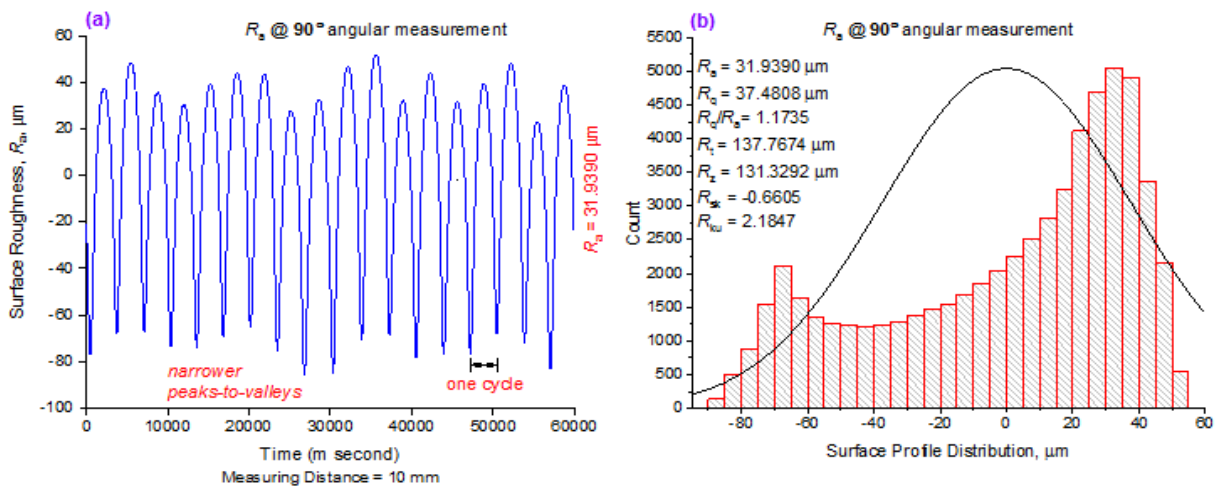 (a)
Rₐ @ 90° angular measurement
Surface Roughness, Rₐ, µm
60
40
20
0
-20
-40
-60
-80
-100
narrower
peaks-to-valleys
one cycle
Rₐ = 31.9390 µm
0 10000 20000 30000 40000 50000 60000
Time (m second)
Measuring Distance = 10 mm
(b)
Rₐ @ 90° angular measurement
Count
5500
5000
4500
4000
3500
3000
2500
2000
1500
1000
500
0
Rₐ = 31.9390 µm
Rq = 37.4808 µm
Rq/Rₐ= 1.1735
Rt = 137.7674 µm
Rz = 131.3292 µm
Rsk = -0.6605
Rku = 2.1847
-80 -60 -40 -20 0 20 40 60
Surface Profile Distribution, µm